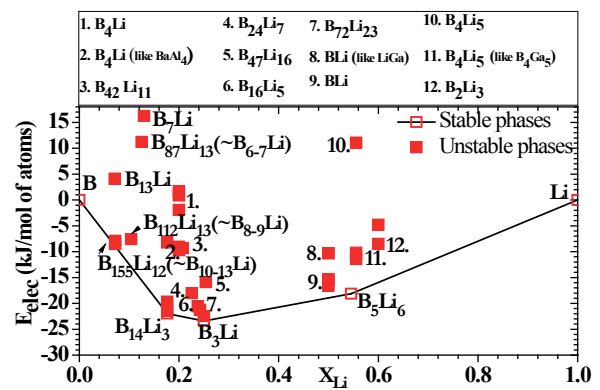 1. B4Li 4. B24Li7 7. B72Li23 10. B4Li5
2. B4Li (like BaAl4) 5. B47Li16 8. BLi (like LiGa) 11. B4Li5 (like B4Ga5)
3. B42 Li11 6. B16Li5 9. BLi 12. B2Li3
15
10
5
0
-5
-10
-15
-20
-25
-30
Eelec (kJ/mol of atoms)
B7Li
Stable phases
B87Li13(~B6-7Li)
10.
Unstable phases
B
B13Li
1.
Li
B112Li13(~B8-9Li)
2.
3.
8.
11.
12.
B155Li12(~B10-13Li)
4.
5.
9.
6.
7.
B5Li6
B14Li3
B3Li
0.0 0.2 0.4 0.6 0.8 1.0
XLi